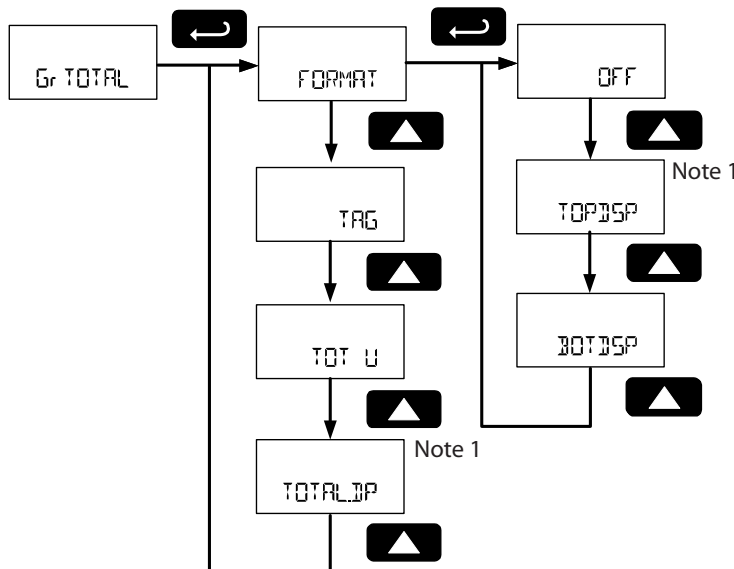 Gr TOTAL
FORMAT
OFF
TAG
Note 1
TOPDSP
TOT U
BOTDSP
Note 1
TOTAL.DP